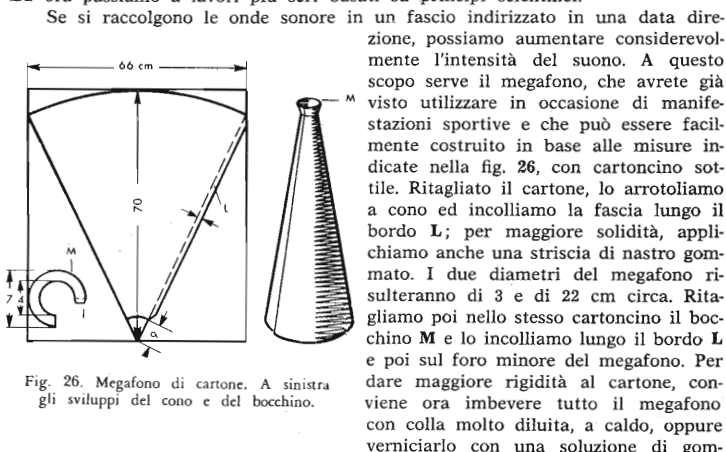 Se si raccolgono le onde sonore in un fascio indirizzato in una data dire-
zione, possiamo aumentare considerevol-
mente l'intensità del suono. A questo
scopo serve il megafono, che avrete già
visto utilizzare in occasione di manife-
stazioni sportive e che può essere facil-
mente costruito in base alle misure in-
dicate nella fig. 26, con cartoncino sot-
tile. Ritagliato il cartone, lo arrotoliamo
a cono ed incolliamo la fascia lungo il
bordo L; per maggiore solidità, appli-
chiamo anche una striscia di nastro gom-
mato. I due diametri del megafono ri-
sulteranno di 3 e di 22 cm circa. Rita-
gliamo poi nello stesso cartoncino il boc-
chino M e lo incolliamo lungo il bordo L
e poi sul foro minore del megafono. Per
dare maggiore rigidità al cartone, con-
viene ora imbevere tutto il megafono
con colla molto diluita, a caldo, oppure
verniciarlo con una soluzione di gom-
66 cm
M
70
L
M
7
4
9
Fig. 26. Megafono di cartone. A sinistra
gli sviluppi del cono e del bocchino.